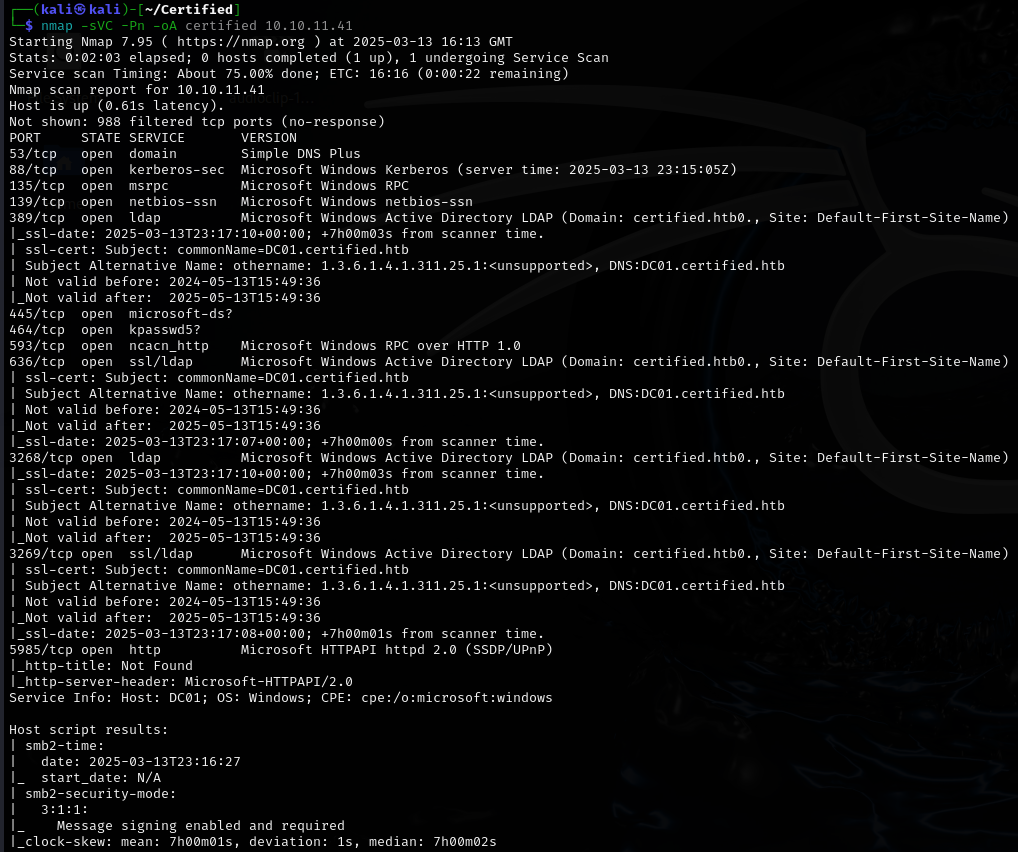 ┌──(kali㉿kali)-[~/Certified]
└─$ nmap -sVC -Pn -oA certified 10.10.11.41
Starting Nmap 7.95 ( https://nmap.org ) at 2025-03-13 16:13 GMT
Stats: 0:02:03 elapsed; 0 hosts completed (1 up), 1 undergoing Service Scan
Service scan Timing: About 75.00% done; ETC: 16:16 (0:00:22 remaining)
Nmap scan report for 10.10.11.41
Host is up (0.61s latency).
Not shown: 988 filtered tcp ports (no-response)
PORT     STATE SERVICE       VERSION
53/tcp   open  domain        Simple DNS Plus
88/tcp   open  kerberos-sec  Microsoft Windows Kerberos (server time: 2025-03-13 23:15:05Z)
135/tcp  open  msrpc         Microsoft Windows RPC
139/tcp  open  netbios-ssn   Microsoft Windows netbios-ssn
389/tcp  open  ldap          Microsoft Windows Active Directory LDAP (Domain: certified.htb0., Site: Default-First-Site-Name)
|_ssl-date: 2025-03-13T23:17:10+00:00; +7h00m03s from scanner time.
| ssl-cert: Subject: commonName=DC01.certified.htb
| Subject Alternative Name: othername: 1.3.6.1.4.1.311.25.1:<unsupported>, DNS:DC01.certified.htb
| Not valid before: 2024-05-13T15:49:36
|_Not valid after:  2025-05-13T15:49:36
445/tcp  open  microsoft-ds?
464/tcp  open  kpasswd5?
593/tcp  open  ncacn_http    Microsoft Windows RPC over HTTP 1.0
636/tcp  open  ssl/ldap      Microsoft Windows Active Directory LDAP (Domain: certified.htb0., Site: Default-First-Site-Name)
| ssl-cert: Subject: commonName=DC01.certified.htb
| Subject Alternative Name: othername: 1.3.6.1.4.1.311.25.1:<unsupported>, DNS:DC01.certified.htb
| Not valid before: 2024-05-13T15:49:36
|_Not valid after:  2025-05-13T15:49:36
|_ssl-date: 2025-03-13T23:17:07+00:00; +7h00m00s from scanner time.
3268/tcp open  ldap          Microsoft Windows Active Directory LDAP (Domain: certified.htb0., Site: Default-First-Site-Name)
|_ssl-date: 2025-03-13T23:17:10+00:00; +7h00m03s from scanner time.
| ssl-cert: Subject: commonName=DC01.certified.htb
| Subject Alternative Name: othername: 1.3.6.1.4.1.311.25.1:<unsupported>, DNS:DC01.certified.htb
| Not valid before: 2024-05-13T15:49:36
|_Not valid after:  2025-05-13T15:49:36
3269/tcp open  ssl/ldap      Microsoft Windows Active Directory LDAP (Domain: certified.htb0., Site: Default-First-Site-Name)
| ssl-cert: Subject: commonName=DC01.certified.htb
| Subject Alternative Name: othername: 1.3.6.1.4.1.311.25.1:<unsupported>, DNS:DC01.certified.htb
| Not valid before: 2024-05-13T15:49:36
|_Not valid after:  2025-05-13T15:49:36
|_ssl-date: 2025-03-13T23:17:08+00:00; +7h00m01s from scanner time.
5985/tcp open  http          Microsoft HTTPAPI httpd 2.0 (SSDP/UPnP)
|_http-title: Not Found
|_http-server-header: Microsoft-HTTPAPI/2.0
Service Info: Host: DC01; OS: Windows; CPE: cpe:/o:microsoft:windows

Host script results:
| smb2-time:
|   date: 2025-03-13T23:16:27
|_  start_date: N/A
| smb2-security-mode:
|   3:1:1:
|_    Message signing enabled and required
|_clock-skew: mean: 7h00m01s, deviation: 1s, median: 7h00m02s